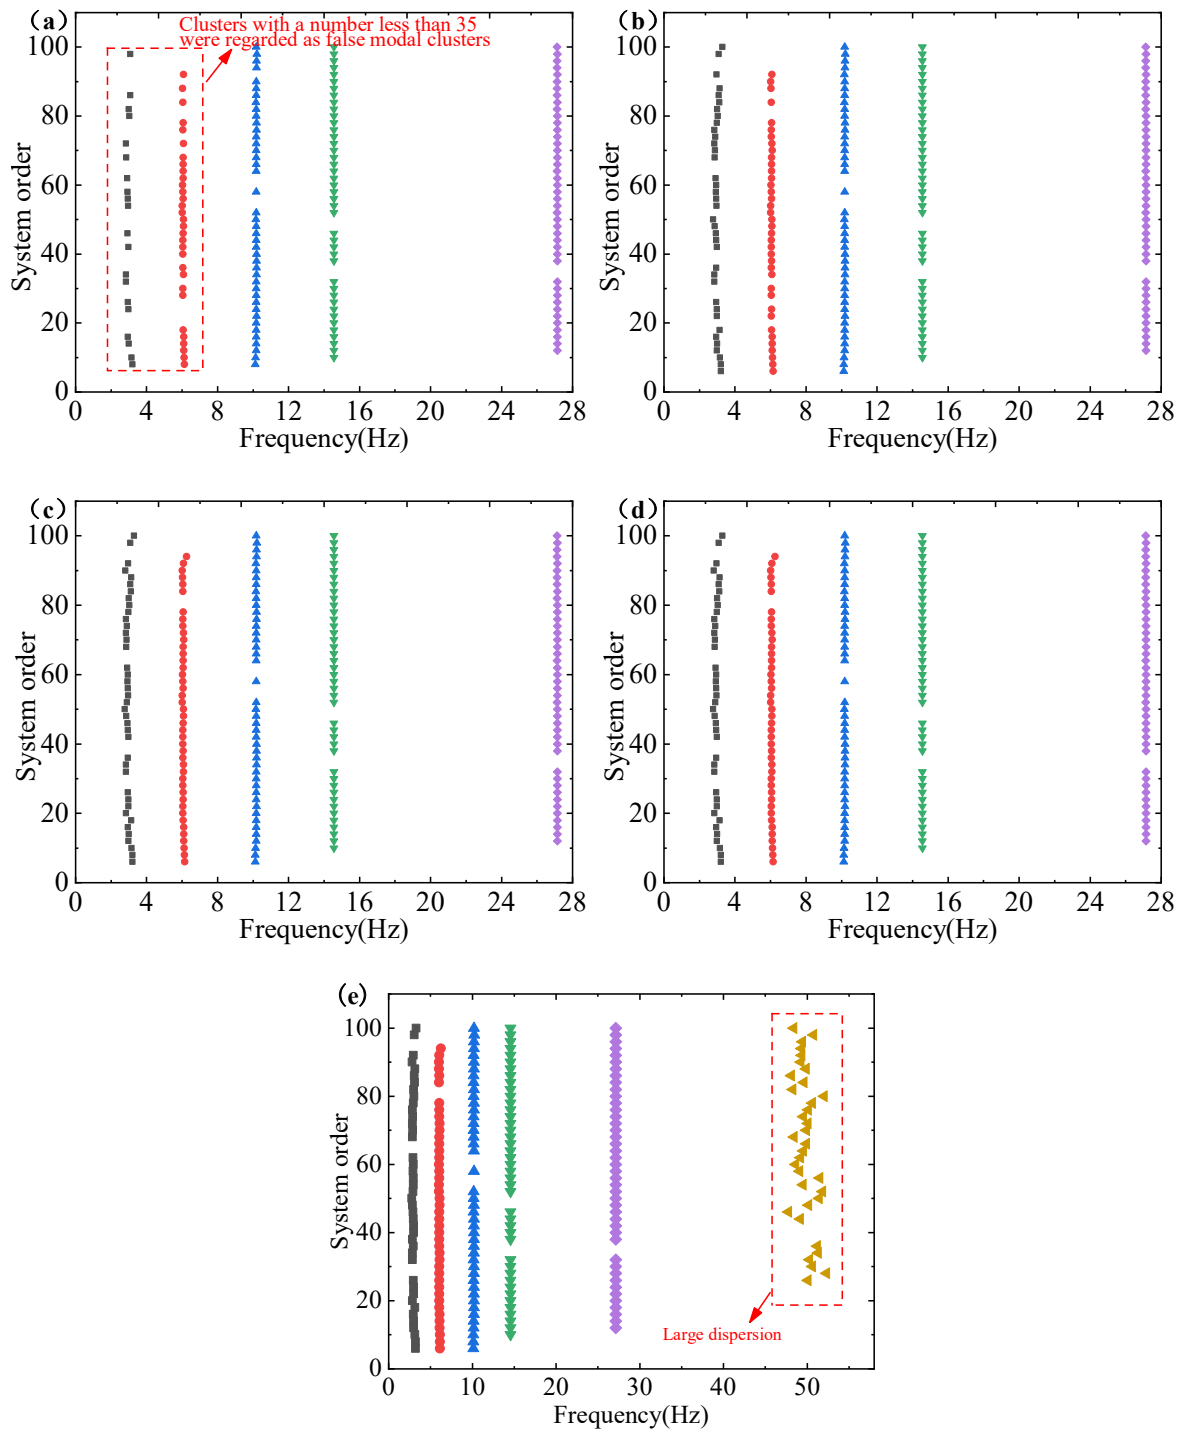 (a)
Clusters with a number less than 35
were regarded as false modal clusters
100
80
60
40
20
0
System order
0 4 8 12 16 20 24 28
Frequency(Hz)
(b)
100
80
60
40
20
0
System order
0 4 8 12 16 20 24 28
Frequency(Hz)
(c)
100
80
60
40
20
0
System order
0 4 8 12 16 20 24 28
Frequency(Hz)
(d)
100
80
60
40
20
0
System order
0 4 8 12 16 20 24 28
Frequency(Hz)
(e)
100
80
60
40
20
0
System order
Large dispersion
0 10 20 30 40 50
Frequency(Hz)